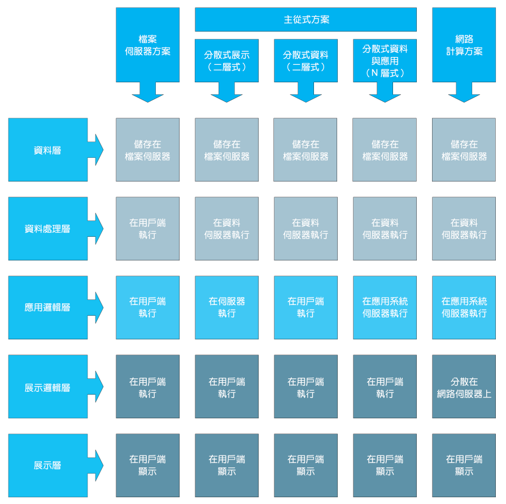 主從式方案
檔案
伺服器方案
分散式展示
（二層式）
分散式資料
（二層式）
分散式資料
與應用
（N 層式）
網路
計算方案
資料層
儲存在
檔案伺服器
儲存在
檔案伺服器
儲存在
檔案伺服器
儲存在
檔案伺服器
儲存在
檔案伺服器
資料處理層
在用戶端
執行
在資料
伺服器執行
在資料
伺服器執行
在資料
伺服器執行
在資料
伺服器執行
應用邏輯層
在用戶端
執行
在伺服器
執行
在用戶端
執行
在應用系統
伺服器執行
在應用系統
伺服器執行
展示邏輯層
在用戶端
執行
在用戶端
執行
在用戶端
執行
在用戶端
執行
分散在
網路伺服器上
展示層
在用戶端
顯示
在用戶端
顯示
在用戶端
顯示
在用戶端
顯示
在用戶端
顯示